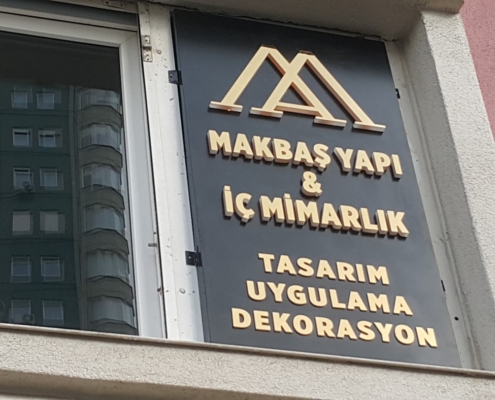 MAKBAŞ YAPI
&
İÇ MİMARLIK
TASARIM
UYGULAMA
DEKORASYON